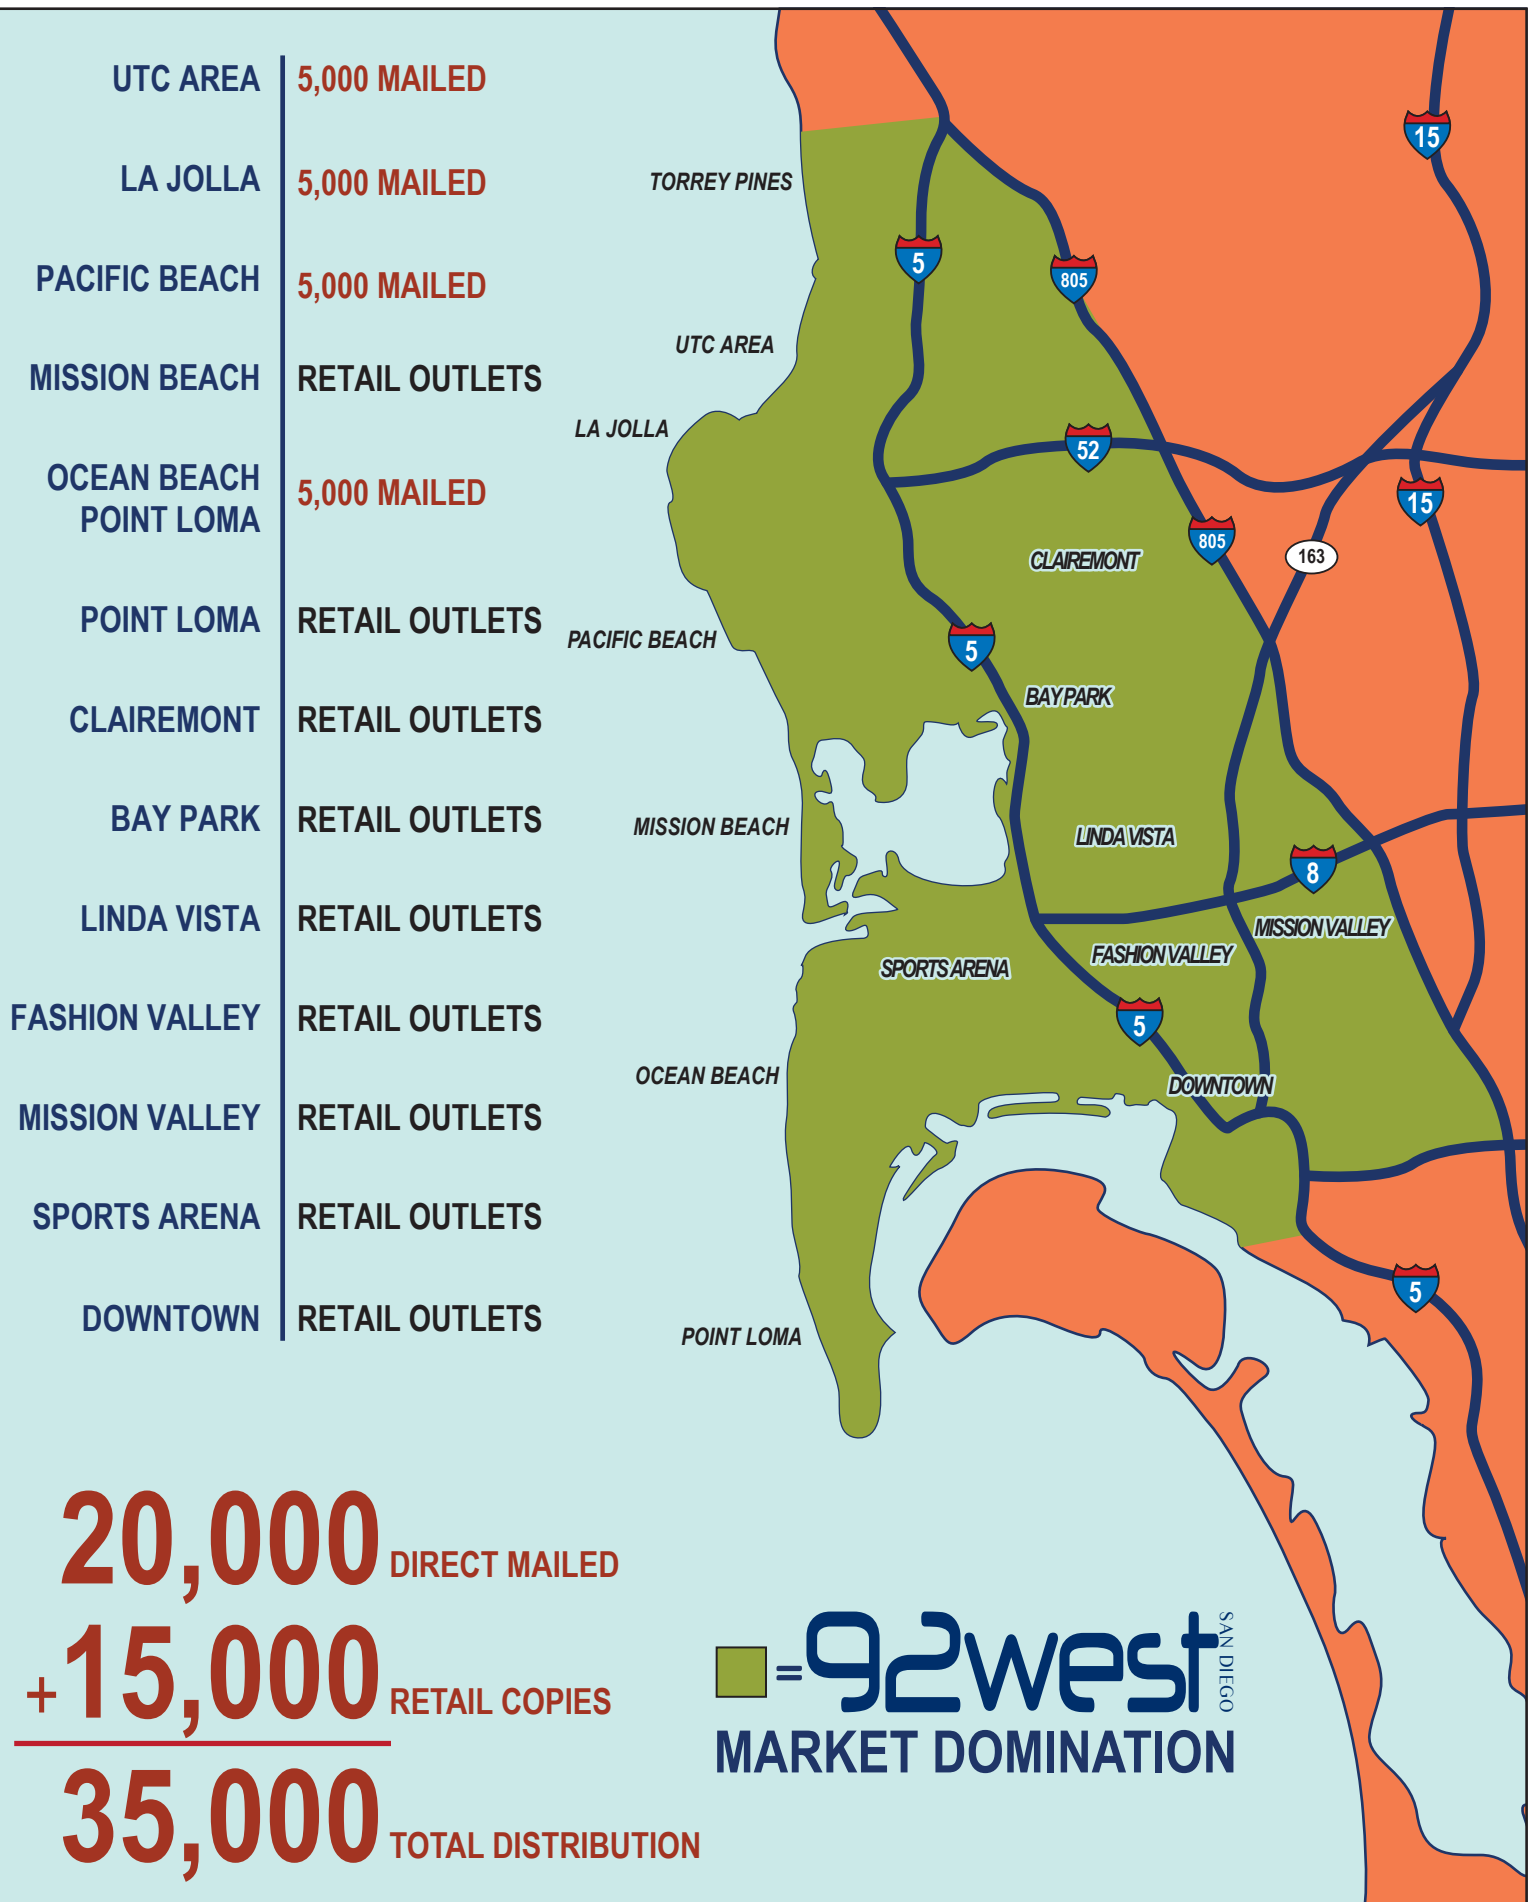 UTC AREA 5,000 MAILED
LA JOLLA 5,000 MAILED
PACIFIC BEACH 5,000 MAILED
MISSION BEACH RETAIL OUTLETS
OCEAN BEACH
POINT LOMA 5,000 MAILED
POINT LOMA RETAIL OUTLETS
CLAIREMONT RETAIL OUTLETS
BAY PARK RETAIL OUTLETS
LINDA VISTA RETAIL OUTLETS
FASHION VALLEY RETAIL OUTLETS
MISSION VALLEY RETAIL OUTLETS
SPORTS ARENA RETAIL OUTLETS
DOWNTOWN RETAIL OUTLETS
15
TORREY PINES
5
805
UTC AREA
LA JOLLA
52
15
805
163
CLAIREMONT
PACIFIC BEACH
5
BAY PARK
MISSION BEACH
LINDA VISTA
8
MISSION VALLEY
FASHION VALLEY
SPORTS ARENA
5
OCEAN BEACH
DOWNTOWN
5
POINT LOMA
20,000 DIRECT MAILED
+15,000 RETAIL COPIES
35,000 TOTAL DISTRIBUTION
=92west SAN DIEGO
MARKET DOMINATION